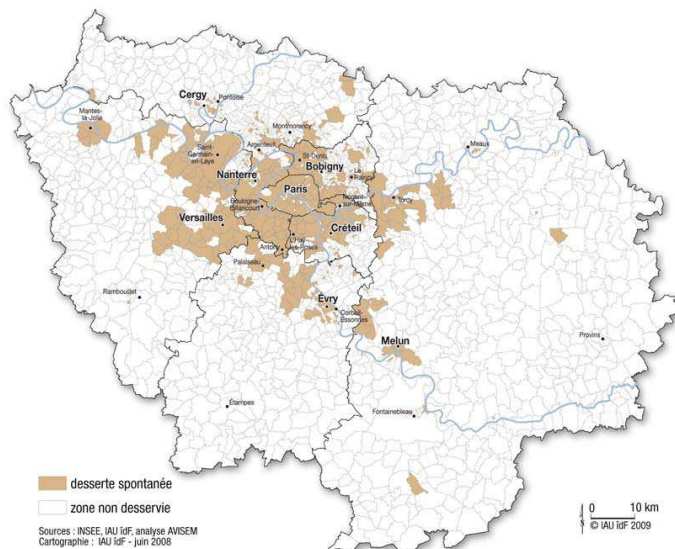 Cergy
Pontoise
Mantes-
la-Jolie
Montmorency
Meaux
Saint-
Germain-
en-Laye
Argenteuil
St-Denis
Bobigny
Le
Raincy
Nanterre
Paris
Torcy
Boulogne-
Billancourt
Nogent-
sur-Marne
Versailles
Créteil
L'Haÿ-
les-Roses
Antony
Palaiseau
Rambouillet
Évry
Corbeil-
Essonnes
Melun
Provins
Étampes
Fontainebleau
desserte spontanée
zone non desservie
Sources : INSEE, IAU îdF, analyse AVISEM
Cartographie : IAU îdF - juin 2008
0 10 km
© IAU îdF 2009